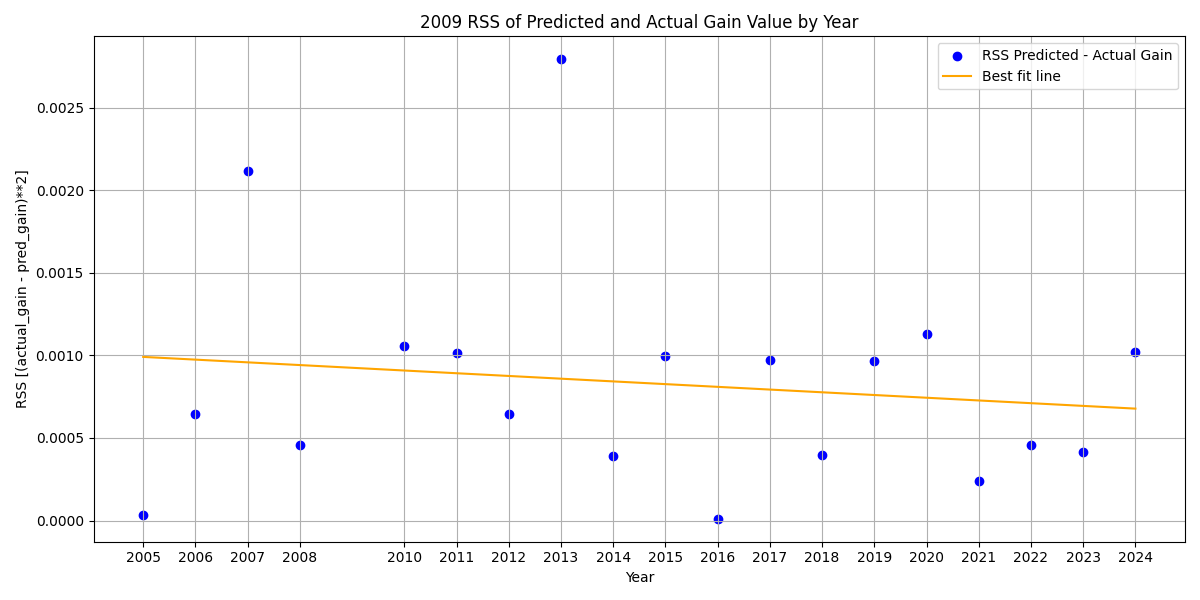 2009 RSS of Predicted and Actual Gain Value by Year
RSS Predicted - Actual Gain
Best fit line
RSS [(actual_gain - pred_gain)**2]
0.0025
0.0020
0.0015
0.0010
0.0005
0.0000
2005 2006 2007 2008 2010 2011 2012 2013 2014 2015 2016 2017 2018 2019 2020 2021 2022 2023 2024
Year